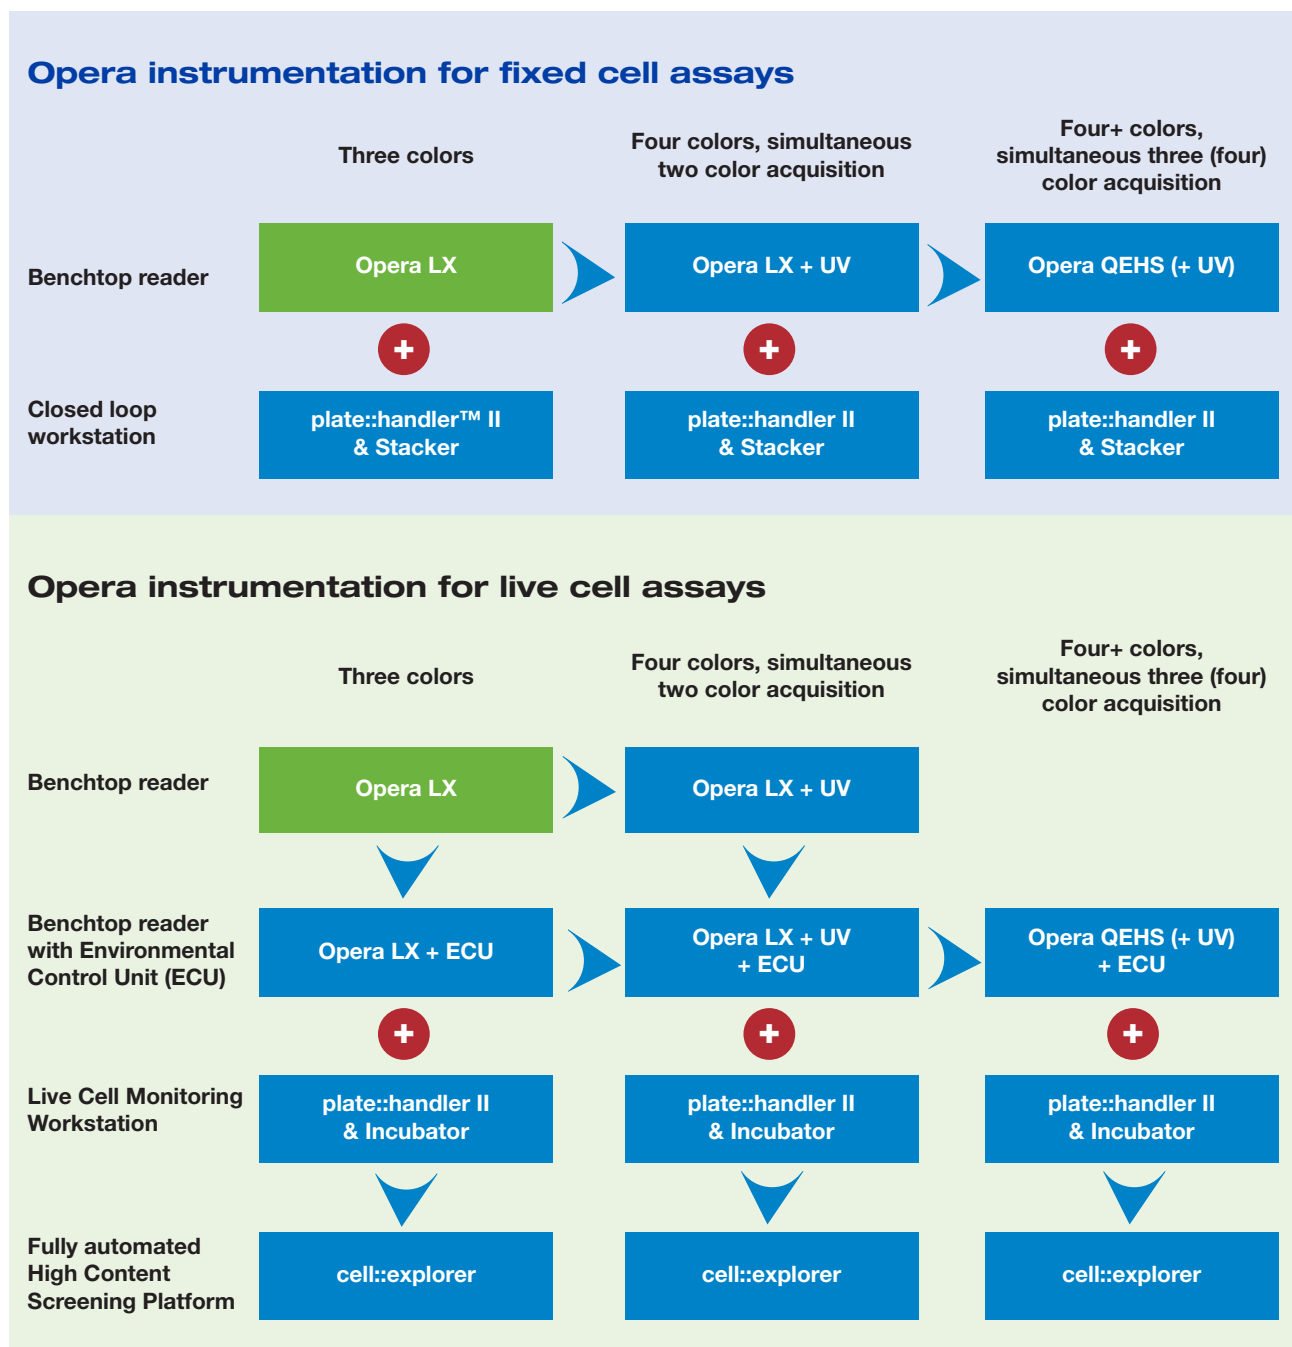 Opera instrumentation for fixed cell assays
Three colors
Four colors, simultaneous
two color acquisition
Four+ colors,
simultaneous three (four)
color acquisition
Benchtop reader
Opera LX
Opera LX + UV
Opera QEHS (+ UV)
+
+
+
Closed loop
workstation
plate::handler™ II
& Stacker
plate::handler II
& Stacker
plate::handler II
& Stacker
Opera instrumentation for live cell assays
Three colors
Four colors, simultaneous
two color acquisition
Four+ colors,
simultaneous three (four)
color acquisition
Benchtop reader
Opera LX
Opera LX + UV
Benchtop reader
with Environmental
Control Unit (ECU)
Opera LX + ECU
Opera LX + UV
+ ECU
Opera QEHS (+ UV)
+ ECU
+
+
+
Live Cell Monitoring
Workstation
plate::handler II
& Incubator
plate::handler II
& Incubator
plate::handler II
& Incubator
Fully automated
High Content
Screening Platform
cell::explorer
cell::explorer
cell::explorer